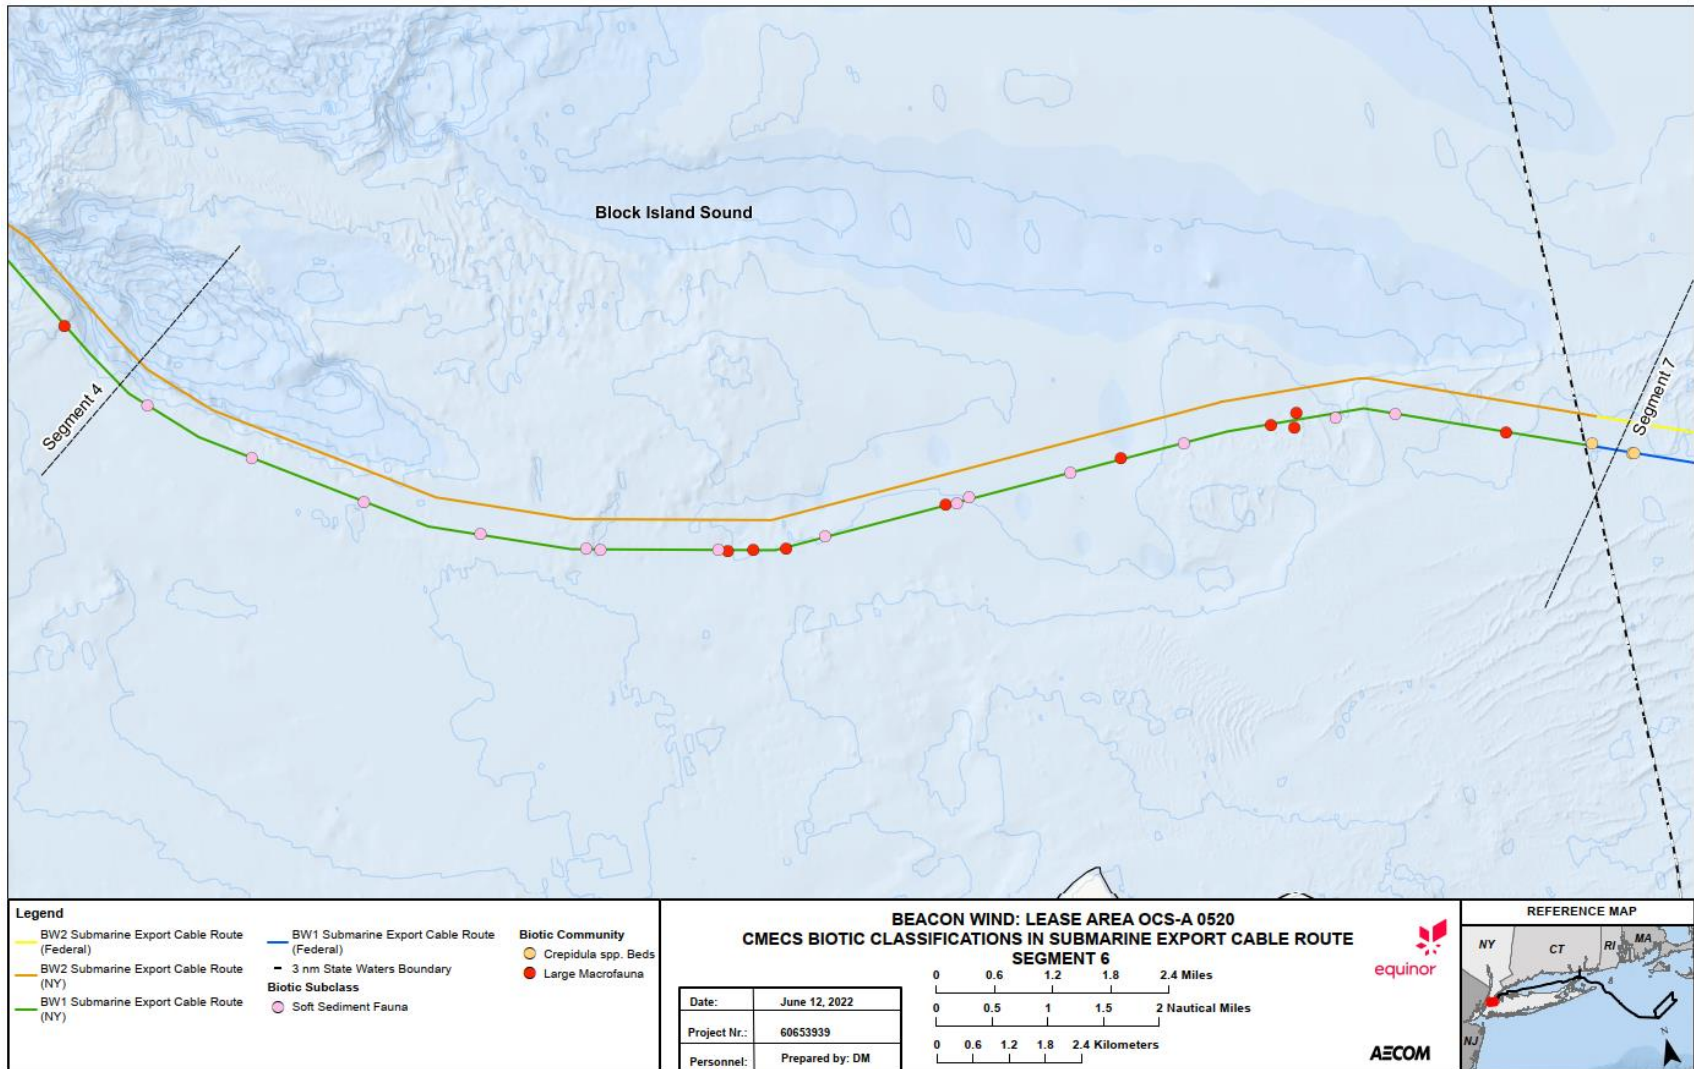 Block Island Sound
Segment 4
Segment 7
Legend
BW2 Submarine Export Cable Route
(Federal)
BW2 Submarine Export Cable Route
(NY)
BW1 Submarine Export Cable Route
(NY)
BW1 Submarine Export Cable Route
(Federal)
3 nm State Waters Boundary
Biotic Subclass
Soft Sediment Fauna
Biotic Community
Crepidula spp. Beds
Large Macrofauna
BEACON WIND: LEASE AREA OCS-A 0520
CMECS BIOTIC CLASSIFICATIONS IN SUBMARINE EXPORT CABLE ROUTE
SEGMENT 6
Date: June 12, 2022
Project Nr.: 60653939
Personnel: Prepared by: DM
0 0.6 1.2 1.8 2.4 Miles
0 0.5 1 1.5 2 Nautical Miles
0 0.6 1.2 1.8 2.4 Kilometers
equinor
AECOM
REFERENCE MAP
NY CT RI MA
NJ
N